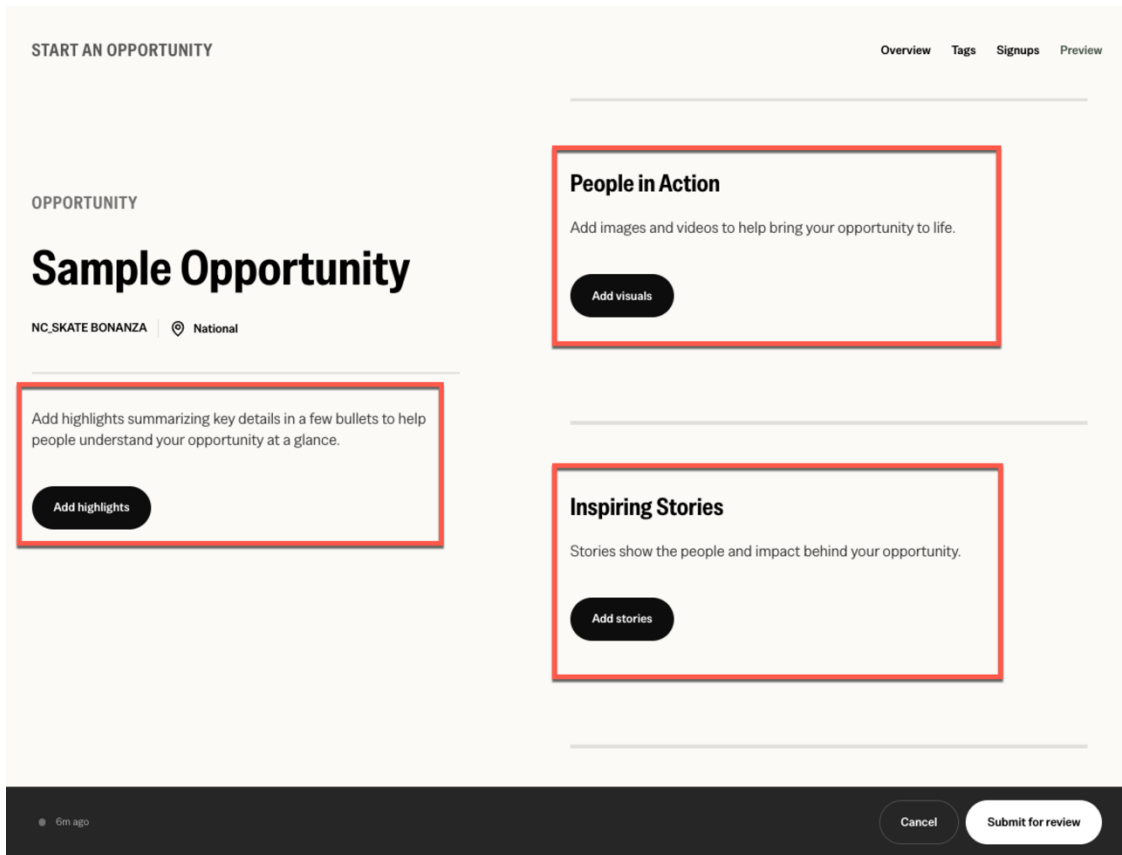 START AN OPPORTUNITY
Overview Tags Signups Preview
OPPORTUNITY
Sample Opportunity
NC_SKATE BONANZA National
Add highlights summarizing key details in a few bullets to help
people understand your opportunity at a glance.
Add highlights
People in Action
Add images and videos to help bring your opportunity to life.
Add visuals
Inspiring Stories
Stories show the people and impact behind your opportunity.
Add stories
6m ago
Cancel
Submit for review